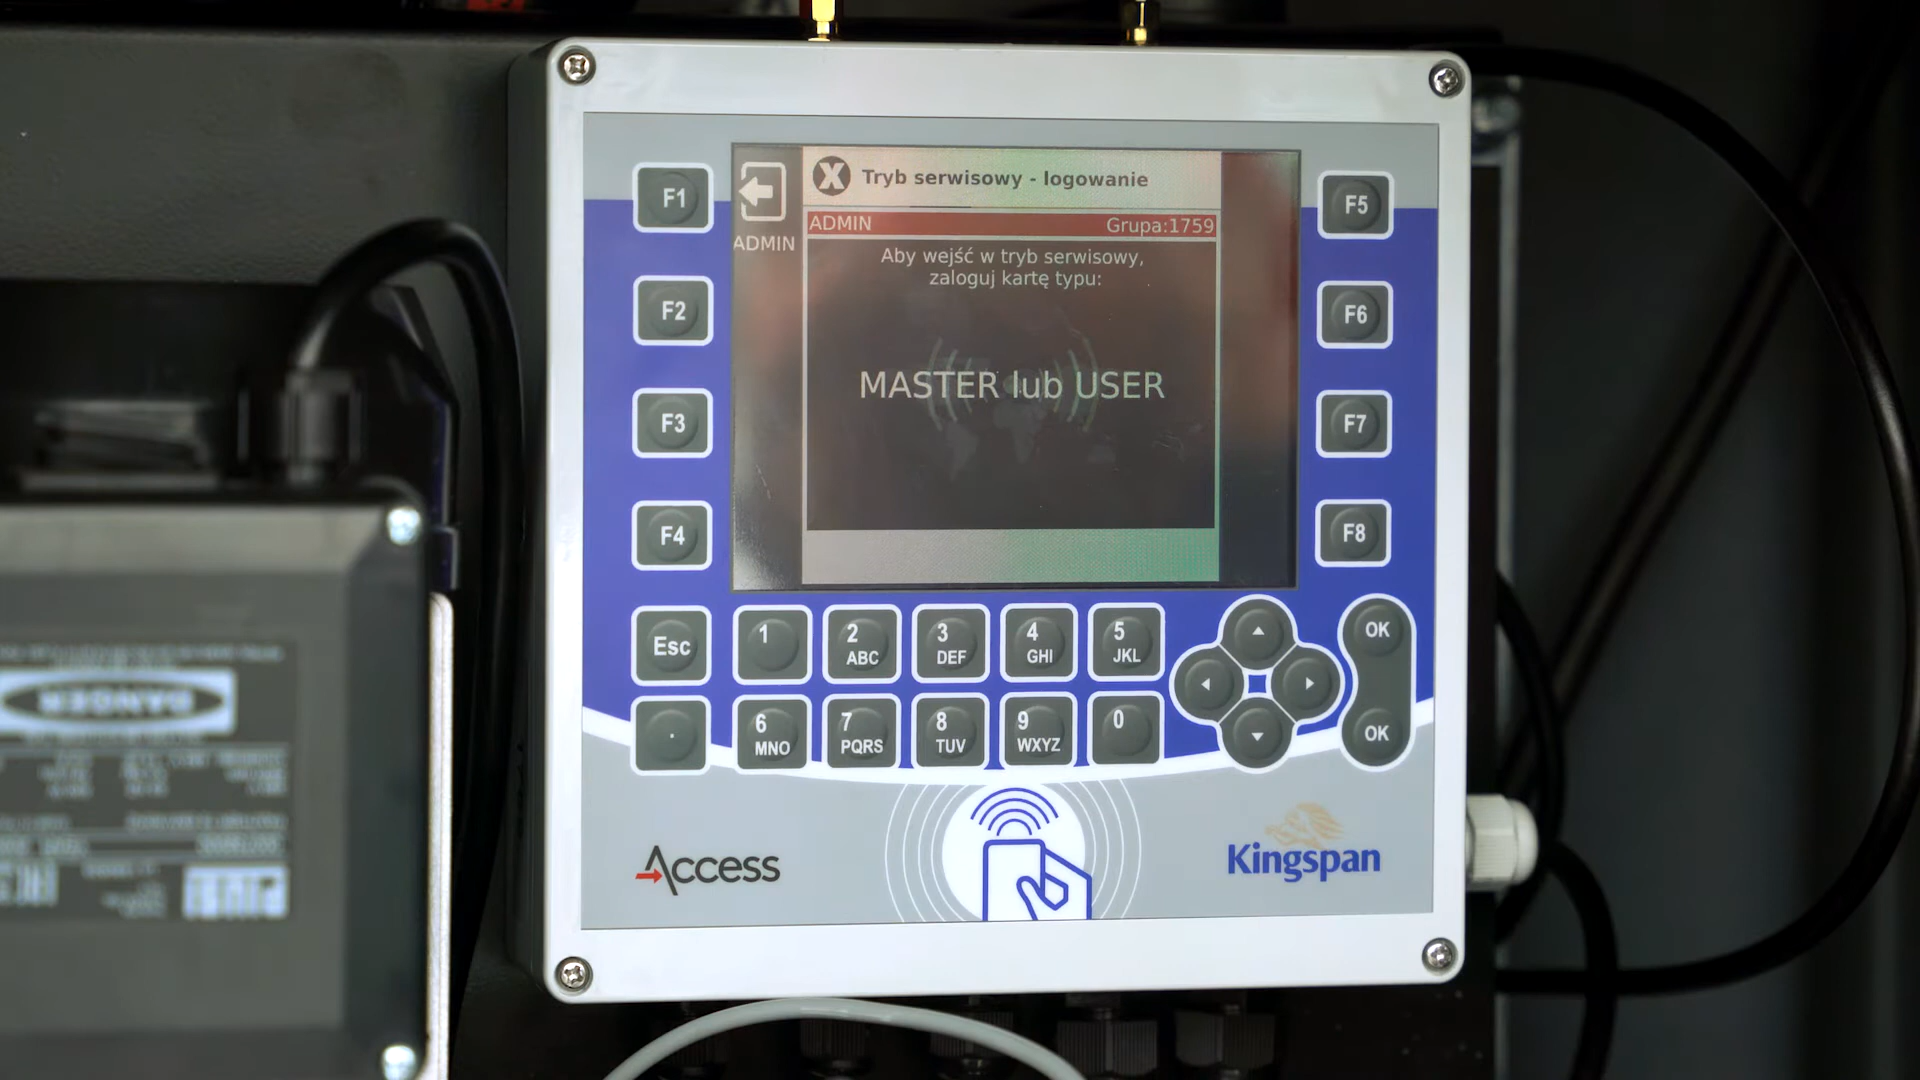 Tryb serwisowy - logowanie
ADMIN
ADMIN Grupa:1759
Aby wejść w tryb serwisowy,
zaloguj kartę typu:
MASTER lub USER
F1
F2
F3
F4
F5
F6
F7
F8
Esc
1
2 ABC
3 DEF
4 GHI
5 JKL
OK
.
6 MNO
7 PQRS
8 TUV
9 WXYZ
0
OK
Access
Kingspan
DANGER